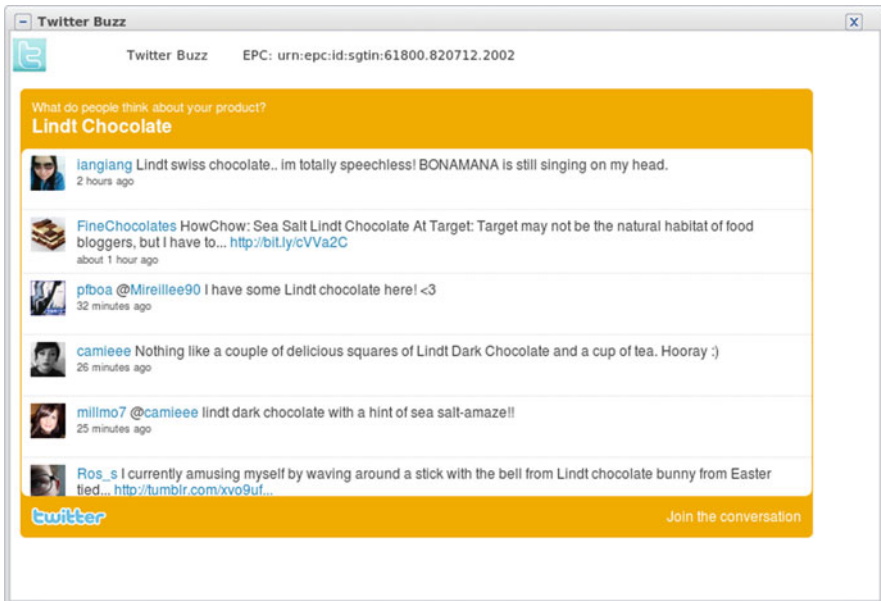 Twitter Buzz
Twitter Buzz EPC: urn:epc:id:sgtin:61800.820712.2002
What do people think about your product?
Lindt Chocolate
iangiang Lindt swiss chocolate.. im totally speechless! BONAMANA is still singing on my head.
2 hours ago
FineChocolates HowChow: Sea Salt Lindt Chocolate At Target: Target may not be the natural habitat of food
bloggers, but I have to... http://bit.ly/cVVa2C
about 1 hour ago
pfboa @Mireillee90 I have some Lindt chocolate here! <3
32 minutes ago
camieee Nothing like a couple of delicious squares of Lindt Dark Chocolate and a cup of tea. Hooray :)
26 minutes ago
millmo7 @camieee lindt dark chocolate with a hint of sea salt-amaze!!
25 minutes ago
Ros_s I currently amusing myself by waving around a stick with the bell from Lindt chocolate bunny from Easter
tied... http://tumblr.com/xvo9uf...
twitter Join the conversation